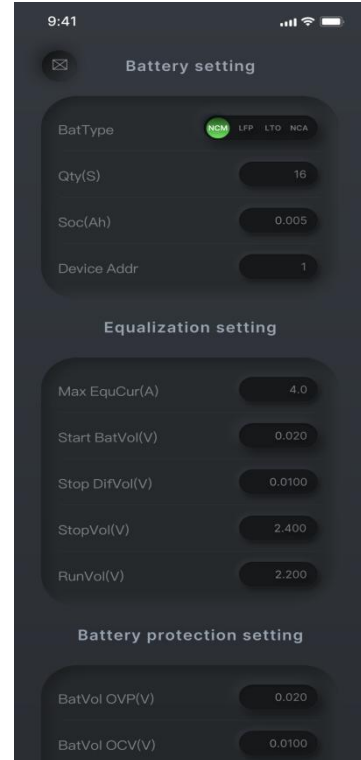 9:41
Battery setting
BatType NCM LFP LTO NCA
Qty(S) 16
Soc(Ah) 0.005
Device Addr 1
Equalization setting
Max EquCur(A) 4.0
Start BatVol(V) 0.020
Stop DifVol(V) 0.0100
StopVol(V) 2.400
RunVol(V) 2.200
Battery protection setting
BatVol OVP(V) 0.020
BatVol OCV(V) 0.0100